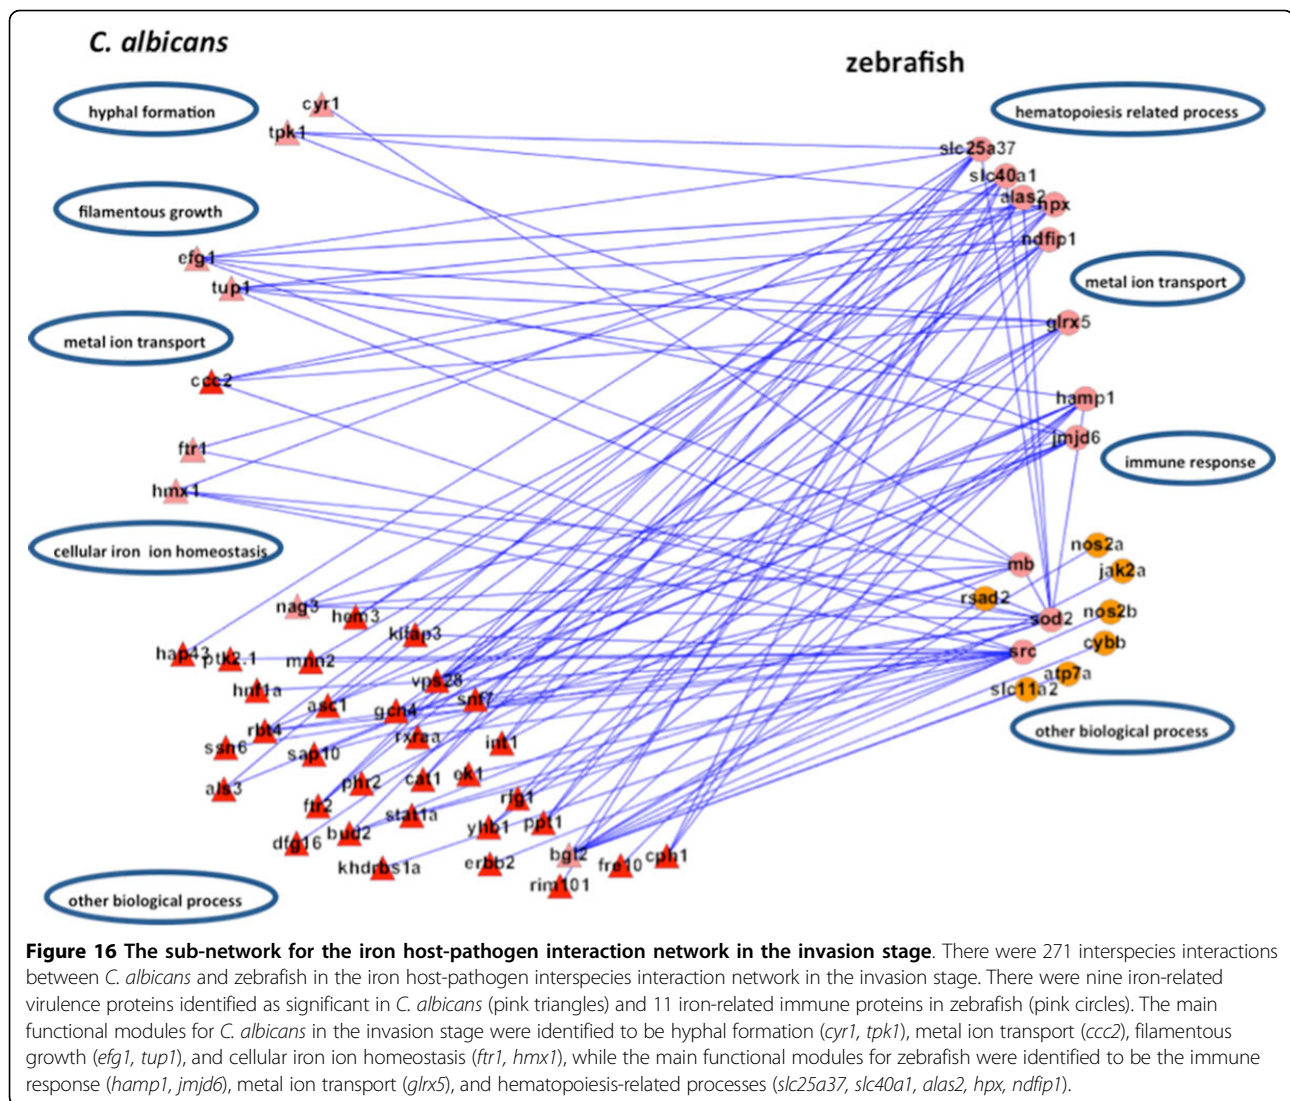 C. albicans
zebrafish
hyphal formation
cyr1
tpk1
hematopoiesis related process
slc25a37
slc40a1
alas2
hpx
filamentous growth
ndfip1
efg1
tup1
metal ion transport
metal ion transport
glrx5
ccc2
hamp1
ftr1
jmjd6
immune response
hmx1
cellular iron ion homeostasis
nos2a
mb
jak2a
rsad2
nag3
hem3
sod2
nos2b
klfap3
cybb
hap43
ptk2.1
mnn2
src
atp7a
hnf1a
vps28
slc11a2
asc1
gcn4
snf7
rbt4
rxraa
int1
ssn6
sap10
other biological process
als3
phr2
cat1
ck1
ftr2
rfg1
stat1a
dfg16
bud2
yhb1
ppt1
khdrbs1a
erbb2
bgl2
fre10
cph1
rim101
other biological process
Figure 16 The sub-network for the iron host-pathogen interaction network in the invasion stage. There were 271 interspecies interactions
between C. albicans and zebrafish in the iron host-pathogen interspecies interaction network in the invasion stage. There were nine iron-related
virulence proteins identified as significant in C. albicans (pink triangles) and 11 iron-related immune proteins in zebrafish (pink circles). The main
functional modules for C. albicans in the invasion stage were identified to be hyphal formation (cyr1, tpk1), metal ion transport (ccc2), filamentous
growth (efg1, tup1), and cellular iron ion homeostasis (ftr1, hmx1), while the main functional modules for zebrafish were identified to be the immune
response (hamp1, jmjd6), metal ion transport (glrx5), and hematopoiesis-related processes (slc25a37, slc40a1, alas2, hpx, ndfip1).